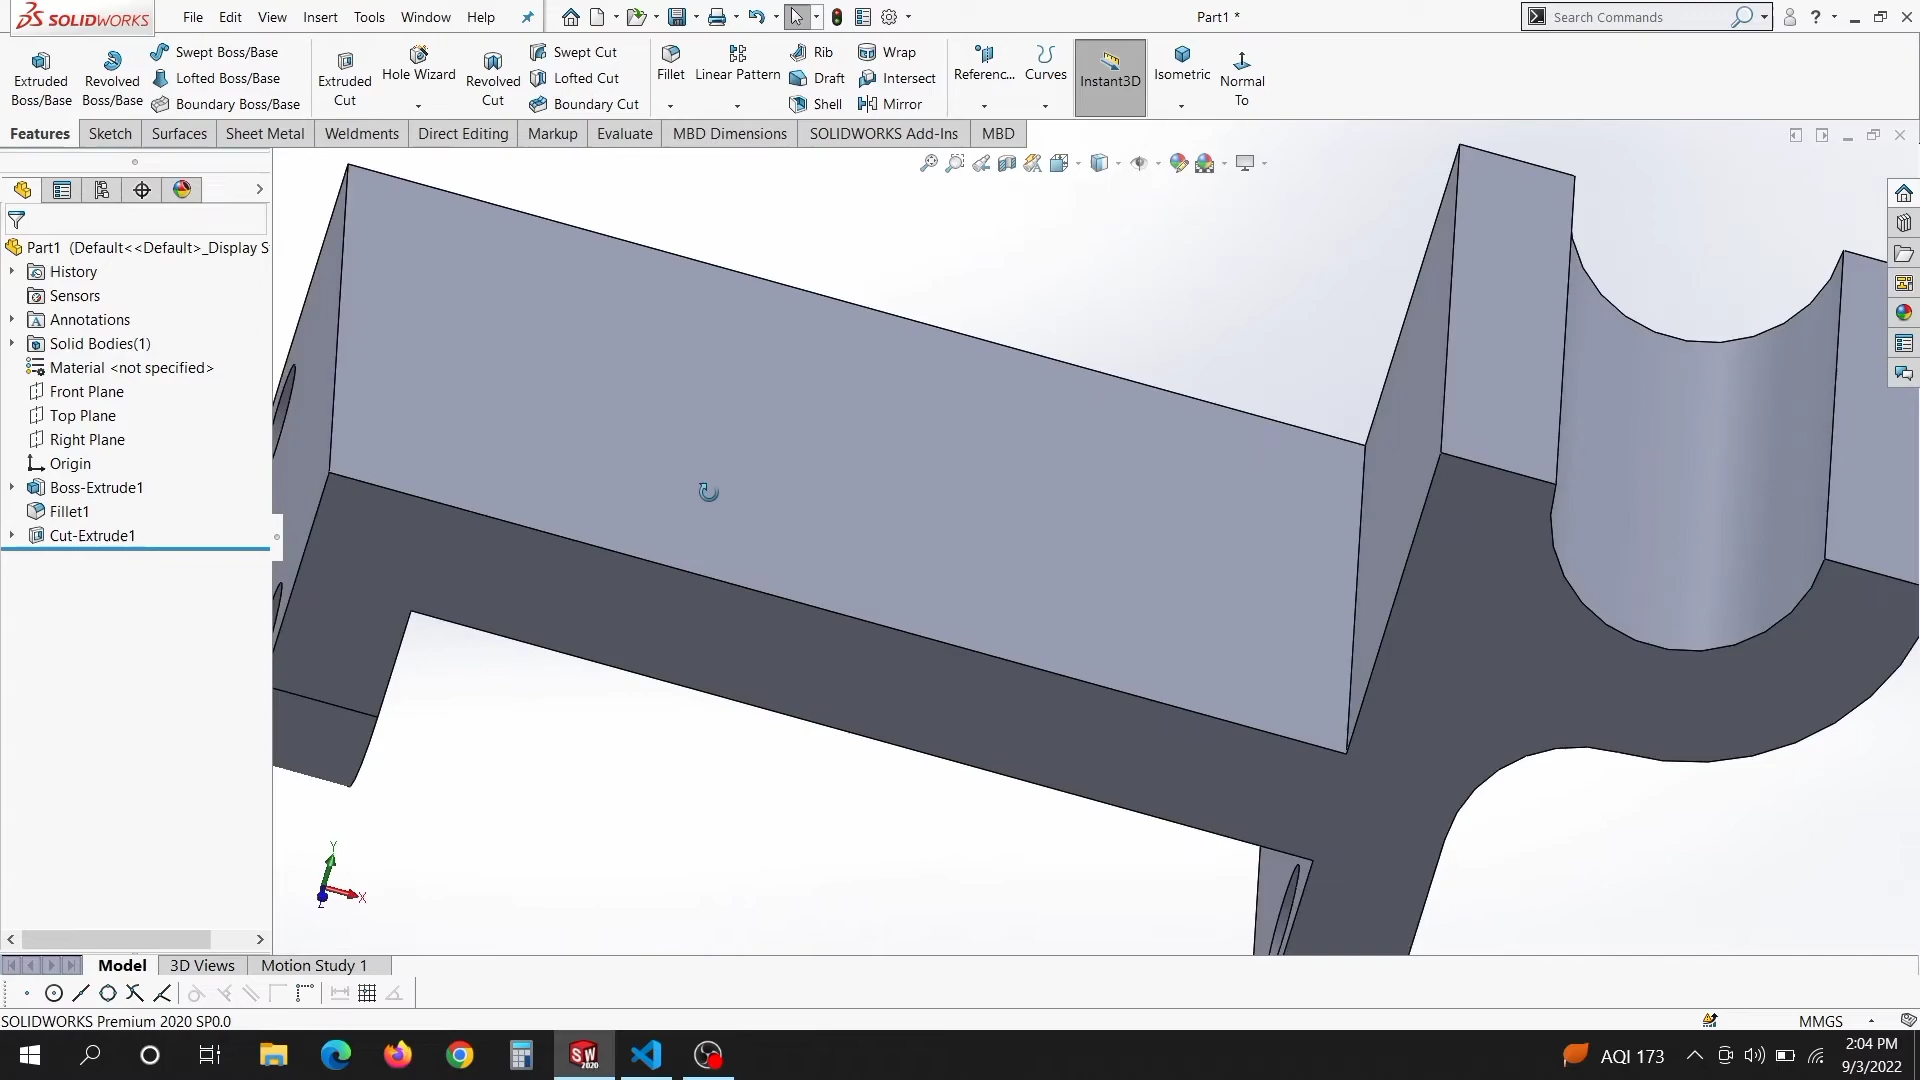 SOLIDWORKS File Edit View Insert Tools Window Help Part1 * Search Commands
Extruded Boss/Base
Revolved Boss/Base
Swept Boss/Base
Lofted Boss/Base
Boundary Boss/Base
Extruded Cut
Hole Wizard
Revolved Cut
Swept Cut
Lofted Cut
Boundary Cut
Fillet
Linear Pattern
Rib
Draft
Shell
Wrap
Intersect
Mirror
Referenc...
Curves
Instant3D
Isometric
Normal To
Features Sketch Surfaces Sheet Metal Weldments Direct Editing Markup Evaluate MBD Dimensions SOLIDWORKS Add-Ins MBD
Part1 (Default<<Default>_Display S
History
Sensors
Annotations
Solid Bodies(1)
Material <not specified>
Front Plane
Top Plane
Right Plane
Origin
Boss-Extrude1
Fillet1
Cut-Extrude1
Y
X
Z
Model 3D Views Motion Study 1
SOLIDWORKS Premium 2020 SP0.0 MMGS
SW 2020
AQI 173
2:04 PM
9/3/2022